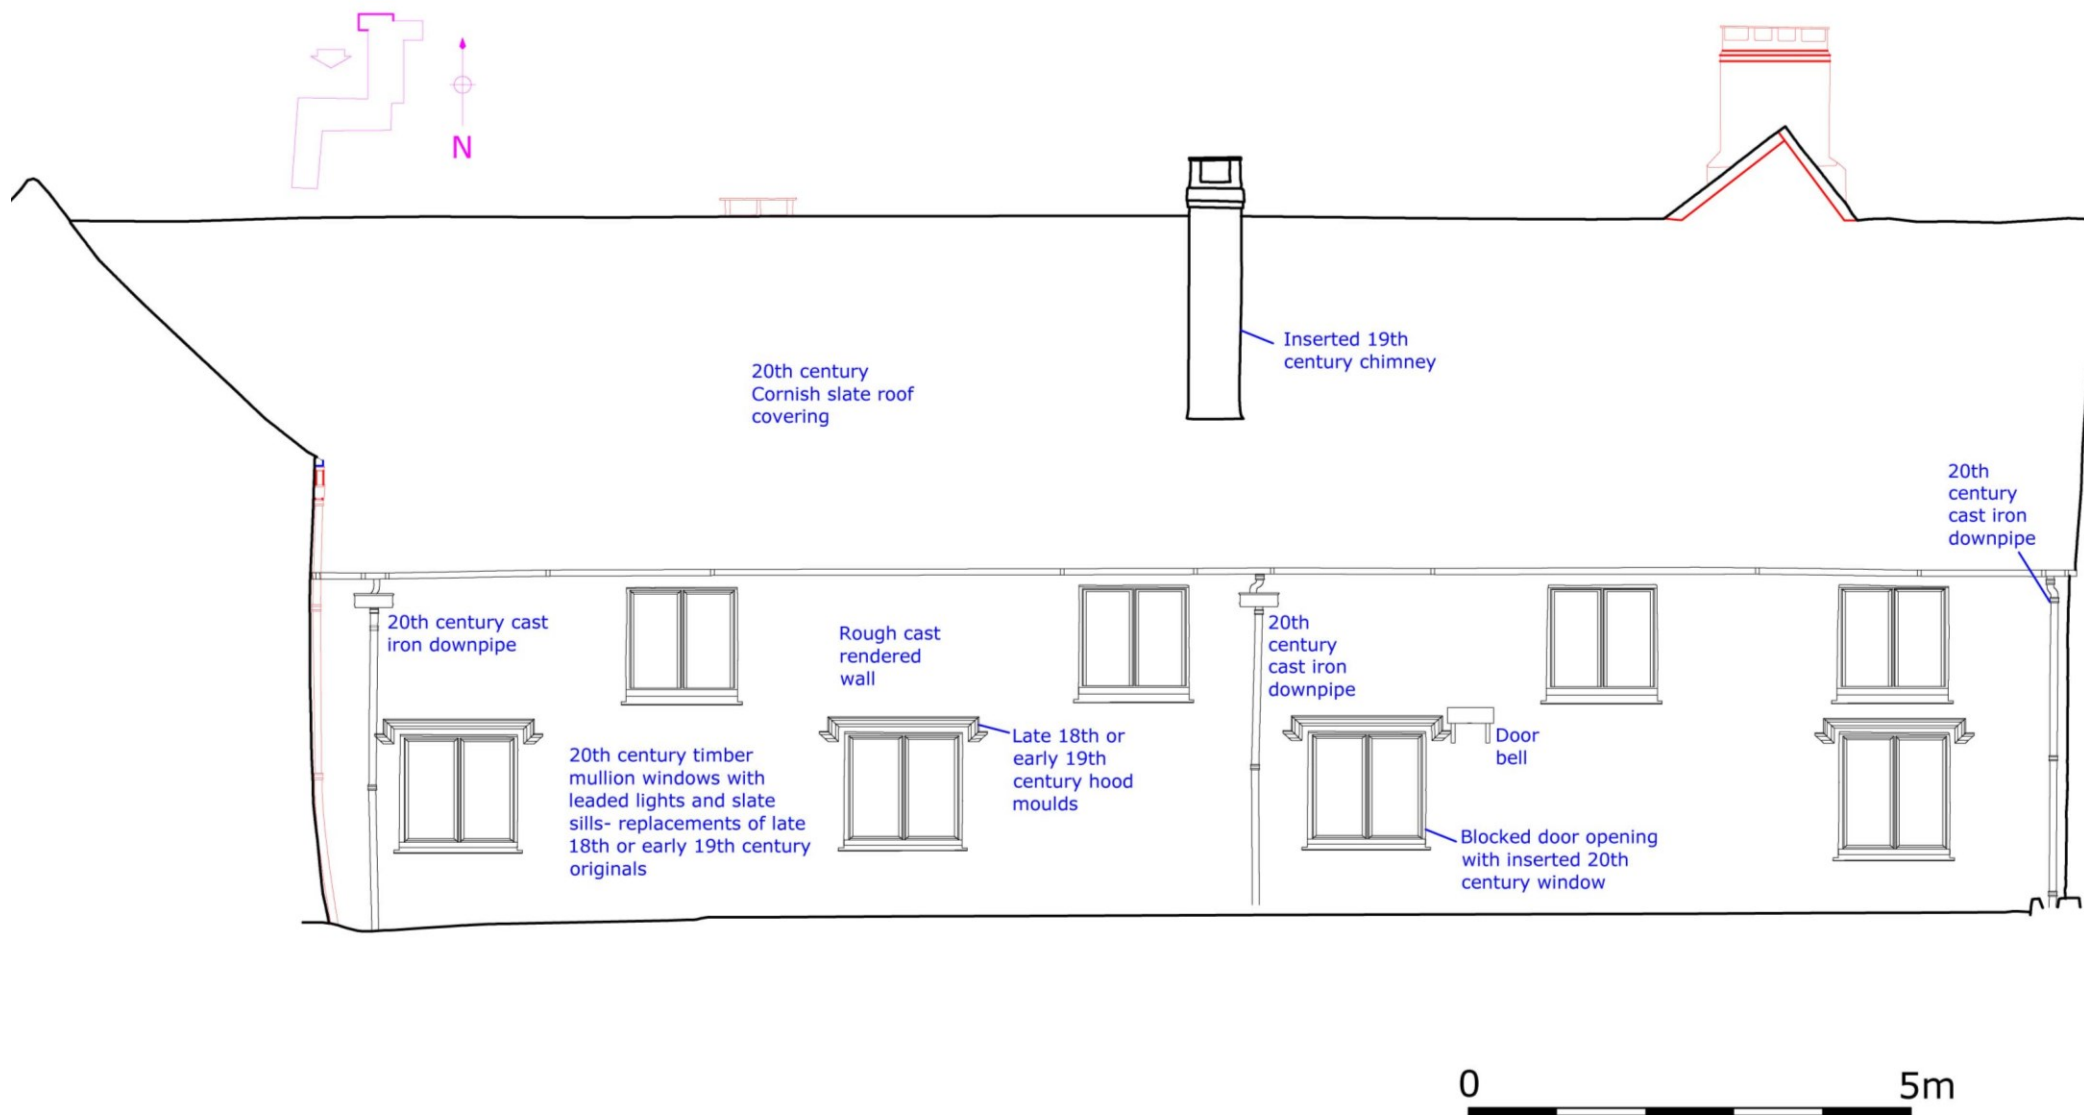 N
Inserted 19th
century chimney
20th century
Cornish slate roof
covering
20th
century
cast iron
downpipe
20th century cast
iron downpipe
Rough cast
rendered
wall
20th
century
cast iron
downpipe
Late 18th or
early 19th
century hood
moulds
Door
bell
20th century timber
mullion windows with
leaded lights and slate
sills- replacements of late
18th or early 19th century
originals
Blocked door opening
with inserted 20th
century window
0 5m